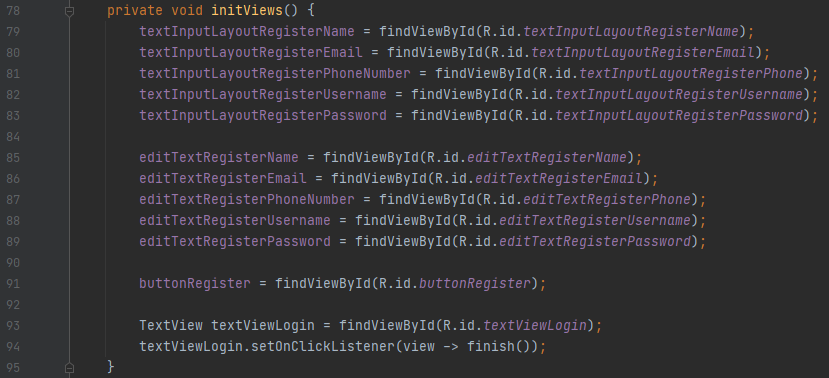 78 private void initViews() {
79 textInputLayoutRegisterName = findViewById(R.id.textInputLayoutRegisterName);
80 textInputLayoutRegisterEmail = findViewById(R.id.textInputLayoutRegisterEmail);
81 textInputLayoutRegisterPhoneNumber = findViewById(R.id.textInputLayoutRegisterPhone);
82 textInputLayoutRegisterUsername = findViewById(R.id.textInputLayoutRegisterUsername);
83 textInputLayoutRegisterPassword = findViewById(R.id.textInputLayoutRegisterPassword);
84
85 editTextRegisterName = findViewById(R.id.editTextRegisterName);
86 editTextRegisterEmail = findViewById(R.id.editTextRegisterEmail);
87 editTextRegisterPhoneNumber = findViewById(R.id.editTextRegisterPhone);
88 editTextRegisterUsername = findViewById(R.id.editTextRegisterUsername);
89 editTextRegisterPassword = findViewById(R.id.editTextRegisterPassword);
90
91 buttonRegister = findViewById(R.id.buttonRegister);
92
93 TextView textViewLogin = findViewById(R.id.textViewLogin);
94 textViewLogin.setOnClickListener(view -> finish());
95 }